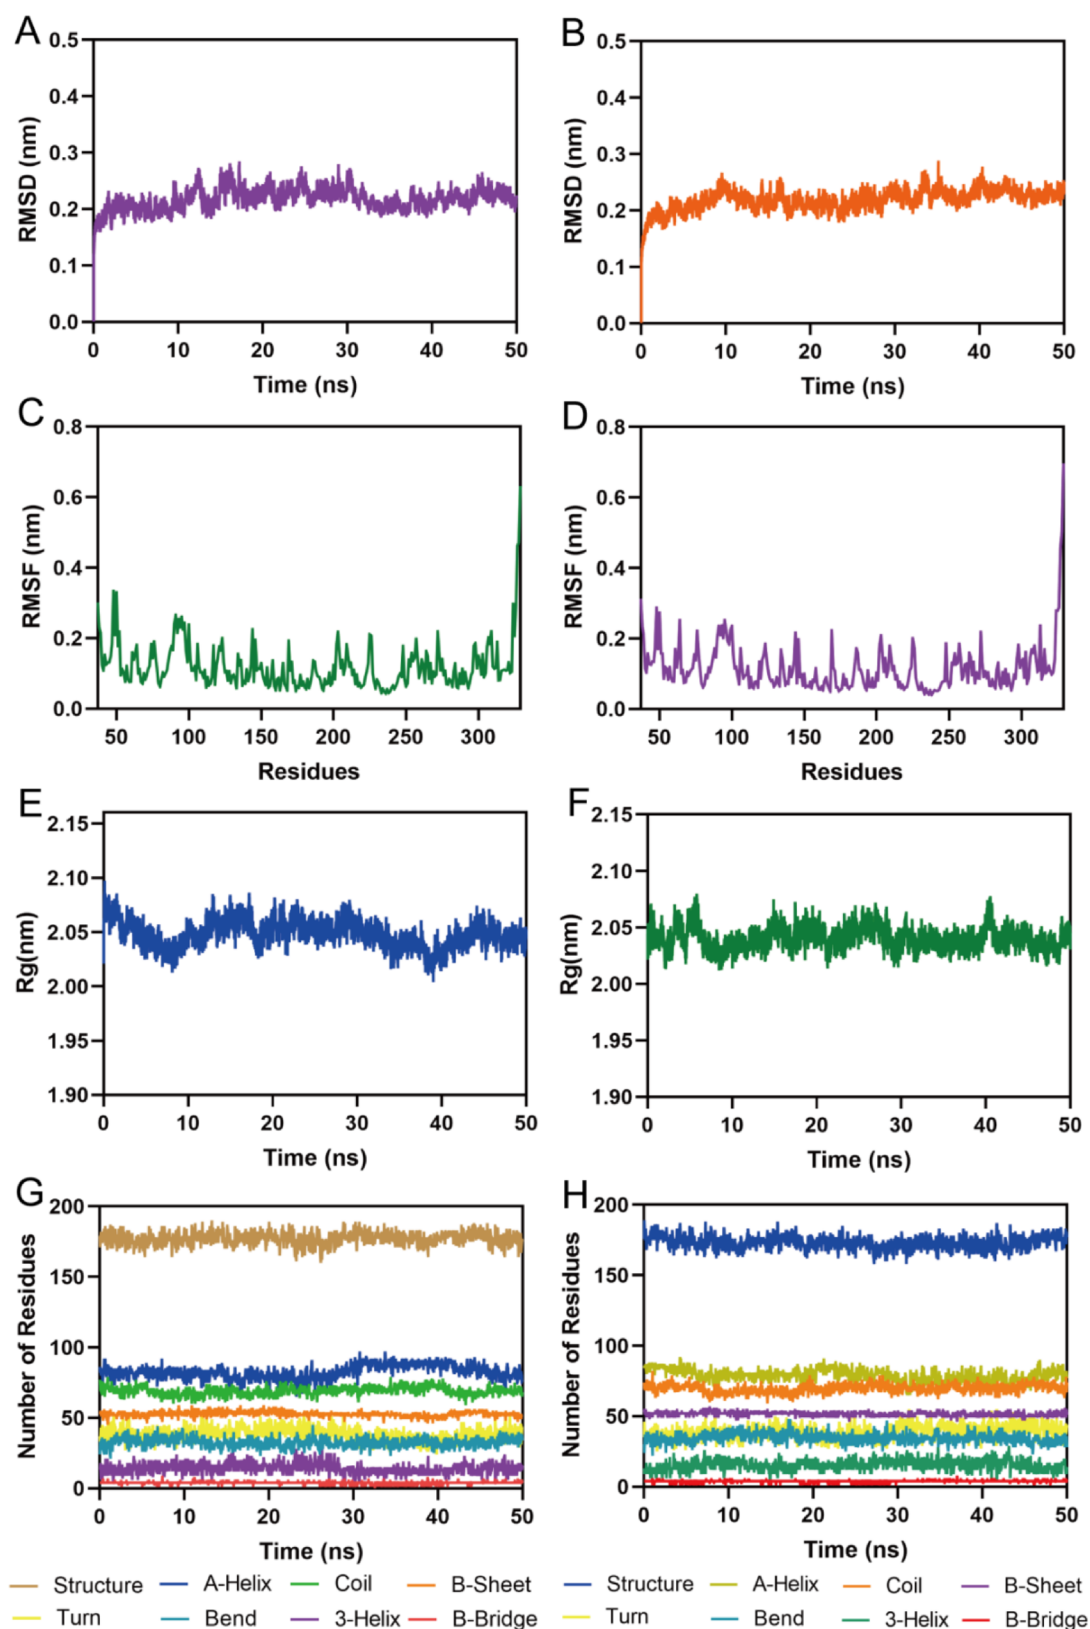 A
B
0.5
0.4
0.3
0.2
0.1
0.0
RMSD (nm)
0 10 20 30 40 50
Time (ns)
0.5
0.4
0.3
0.2
0.1
0.0
RMSD (nm)
0 10 20 30 40 50
Time (ns)
C
D
0.8
0.6
0.4
0.2
0.0
RMSF (nm)
50 100 150 200 250 300
Residues
0.8
0.6
0.4
0.2
0.0
RMSF (nm)
50 100 150 200 250 300
Residues
E
F
2.15
2.10
2.05
2.00
1.95
1.90
Rg(nm)
0 10 20 30 40 50
Time (ns)
2.15
2.10
2.05
2.00
1.95
1.90
Rg(nm)
0 10 20 30 40 50
Time (ns)
G
H
200
150
100
50
0
Number of Residues
0 10 20 30 40 50
Time (ns)
200
150
100
50
0
Number of Residues
0 10 20 30 40 50
Time (ns)
Structure A-Helix Coil B-Sheet
Turn Bend 3-Helix B-Bridge
Structure A-Helix Coil B-Sheet
Turn Bend 3-Helix B-Bridge